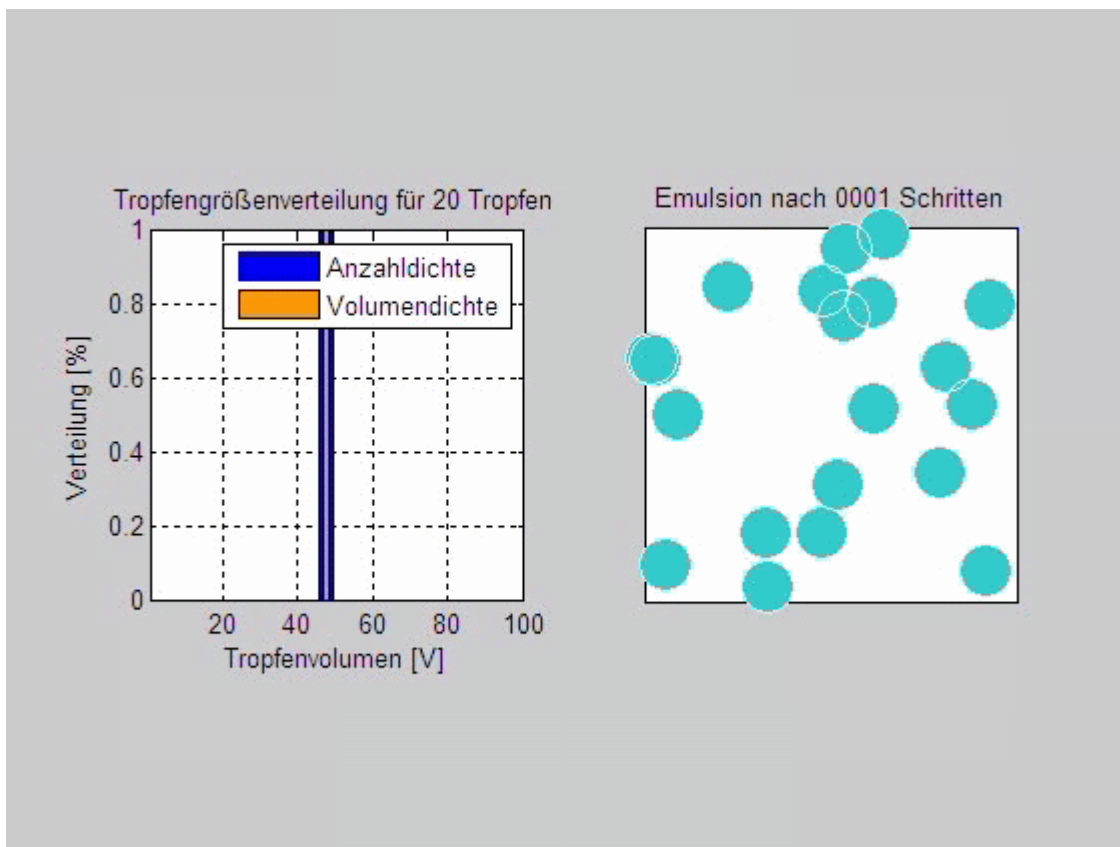 Tropfengrößenverteilung für 20 Tropfen
1
0.8
0.6
0.4
0.2
0
Verteilung [%]
Anzahldichte
Volumendichte
20 40 60 80 100
Tropfenvolumen [V]
Emulsion nach 0001 Schritten